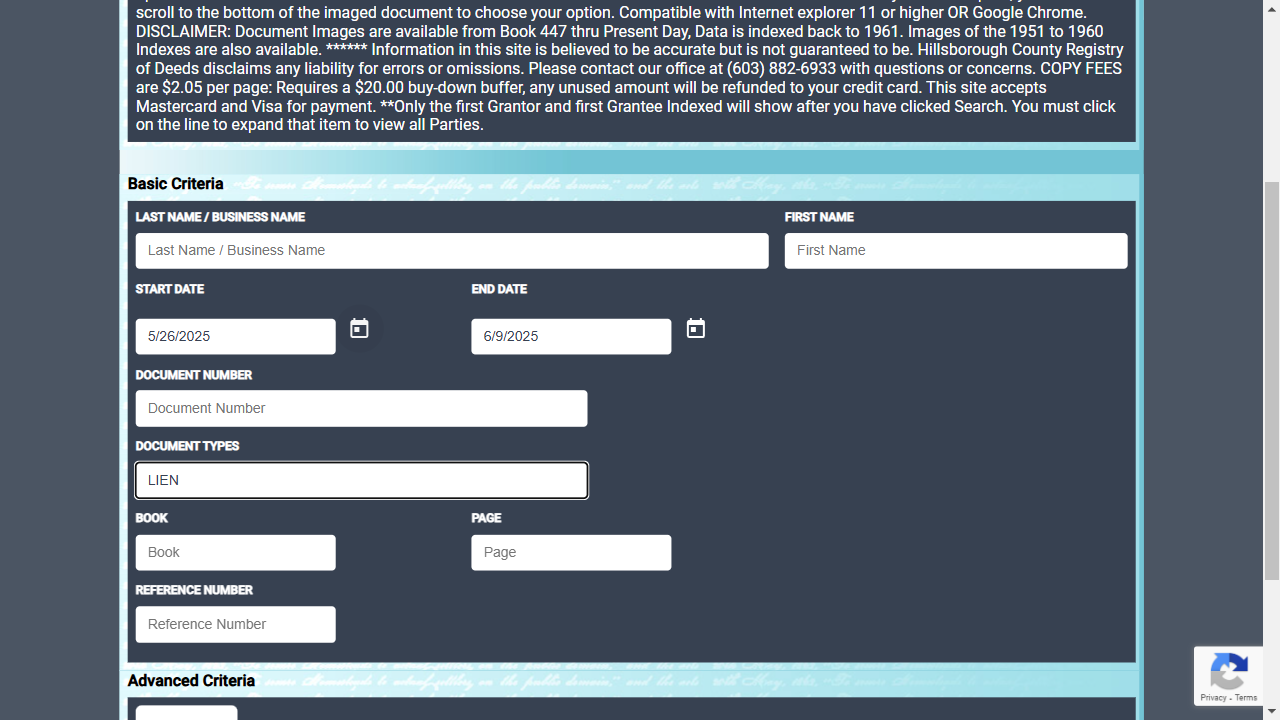 scroll to the bottom of the imaged document to choose your option. Compatible with Internet explorer 11 or higher OR Google Chrome.
DISCLAIMER: Document Images are available from Book 447 thru Present Day, Data is indexed back to 1961. Images of the 1951 to 1960
Indexes are also available. ****** Information in this site is believed to be accurate but is not guaranteed to be. Hillsborough County Registry
of Deeds disclaims any liability for errors or omissions. Please contact our office at (603) 882-6933 with questions or concerns. COPY FEES
are $2.05 per page: Requires a $20.00 buy-down buffer, any unused amount will be refunded to your credit card. This site accepts
Mastercard and Visa for payment. **Only the first Grantor and first Grantee Indexed will show after you have clicked Search. You must click
on the line to expand that item to view all Parties.
Basic Criteria
LAST NAME / BUSINESS NAME
FIRST NAME
Last Name / Business Name
First Name
START DATE
END DATE
5/26/2025
6/9/2025
DOCUMENT NUMBER
Document Number
DOCUMENT TYPES
LIEN
BOOK
PAGE
Book
Page
REFERENCE NUMBER
Reference Number
Advanced Criteria
Privacy - Terms